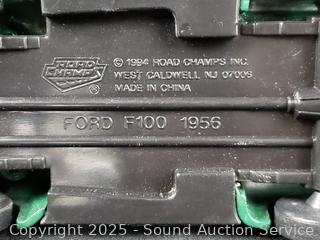 ROAD
CHAMPS
®
© 1994 ROAD CHAMPS INC.
WEST CALDWELL, NJ 07006
MADE IN CHINA
FORD F100 1956
Copyright 2025 - Sound Auction Service